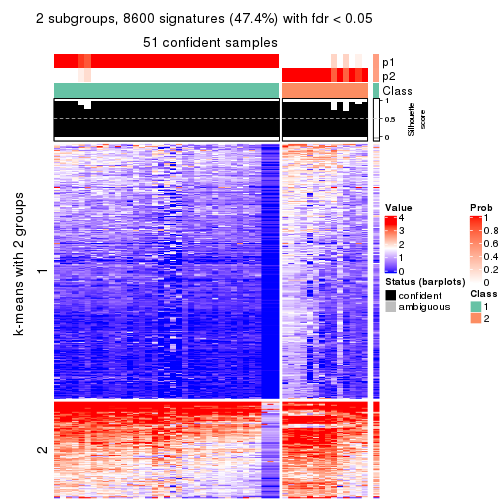 2 subgroups, 8600 signatures (47.4%) with fdr < 0.05
51 confident samples
p1
p2
Class
1
0.5
0
Silhouette
score
k-means with 2 groups
1
2
Value
4
3
2
1
0
Status (barplots)
confident
ambiguous
Prob
1
0.8
0.6
0.4
0.2
0
Class
1
2